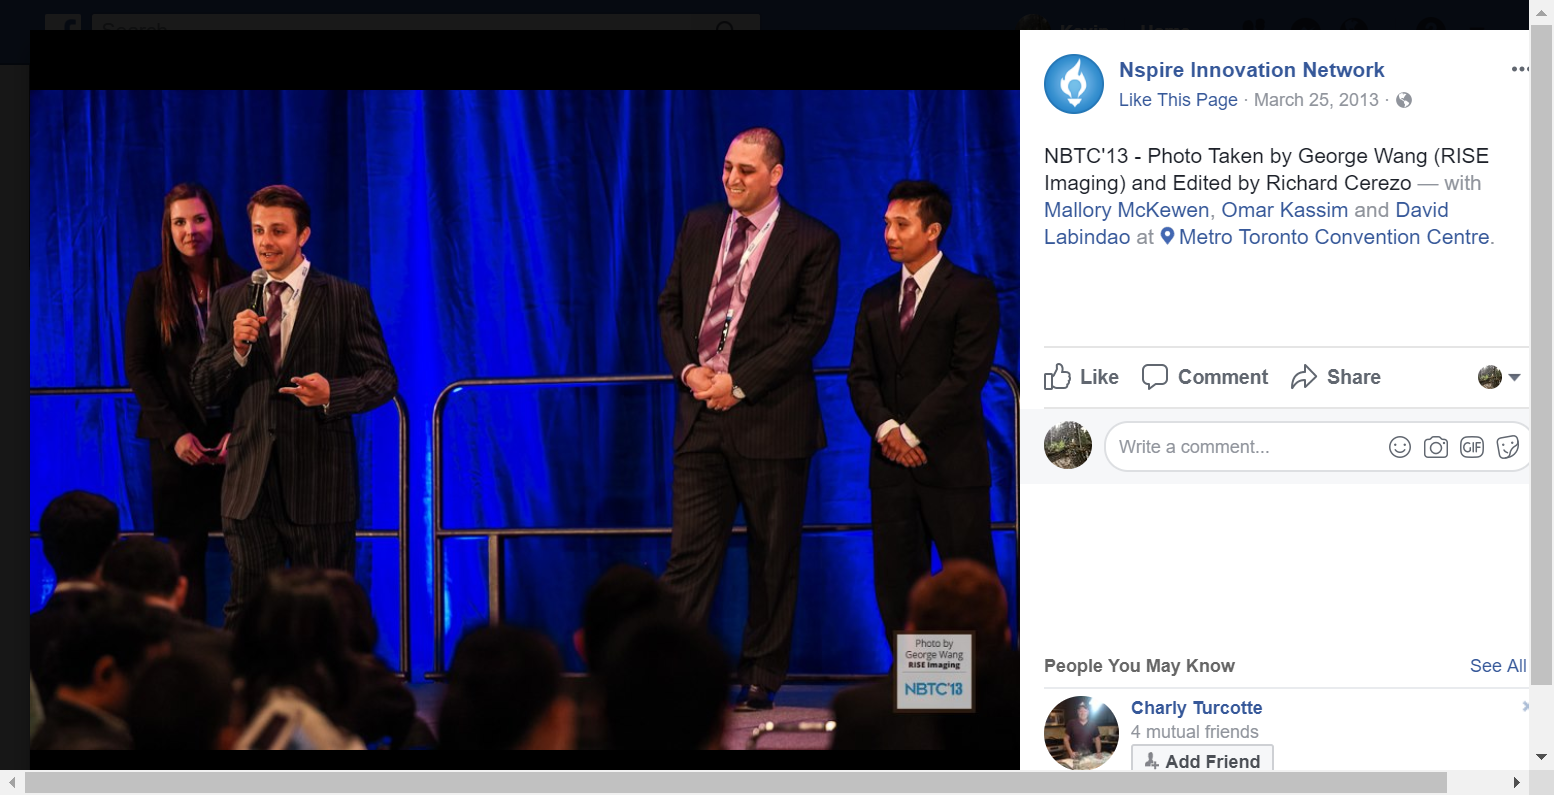 Search
Nspire Innovation Network
Like This Page · March 25, 2013 ·
NBTC'13 - Photo Taken by George Wang (RISE
Imaging) and Edited by Richard Cerezo — with
Mallory McKewen, Omar Kassim and David
Labindao at Metro Toronto Convention Centre.
Like Comment Share
Write a comment...
GIF
People You May Know
See All
Charly Turcotte
4 mutual friends
Add Friend
Photo by
George Wang
RISE Imaging
NBTC'13